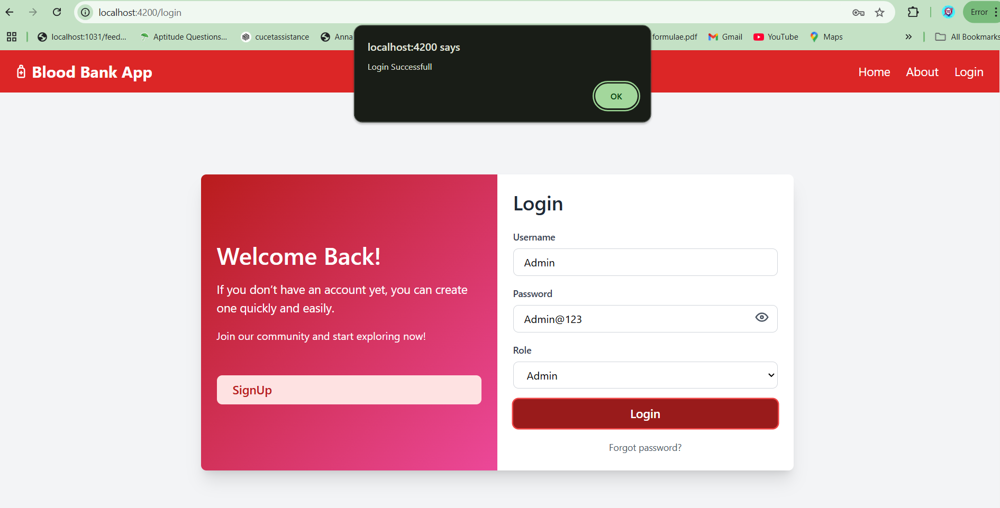 localhost:4200/login
Error
localhost:1031/feed...
Aptitude Questions...
cucetassistance
Anna
formulae.pdf
Gmail
YouTube
Maps
All Bookmarks
localhost:4200 says
Login Successfull
OK
Blood Bank App
Home
About
Login
Welcome Back!
If you don’t have an account yet, you can create
one quickly and easily.
Join our community and start exploring now!
SignUp
Login
Username
Admin
Password
Admin@123
Role
Admin
Login
Forgot password?